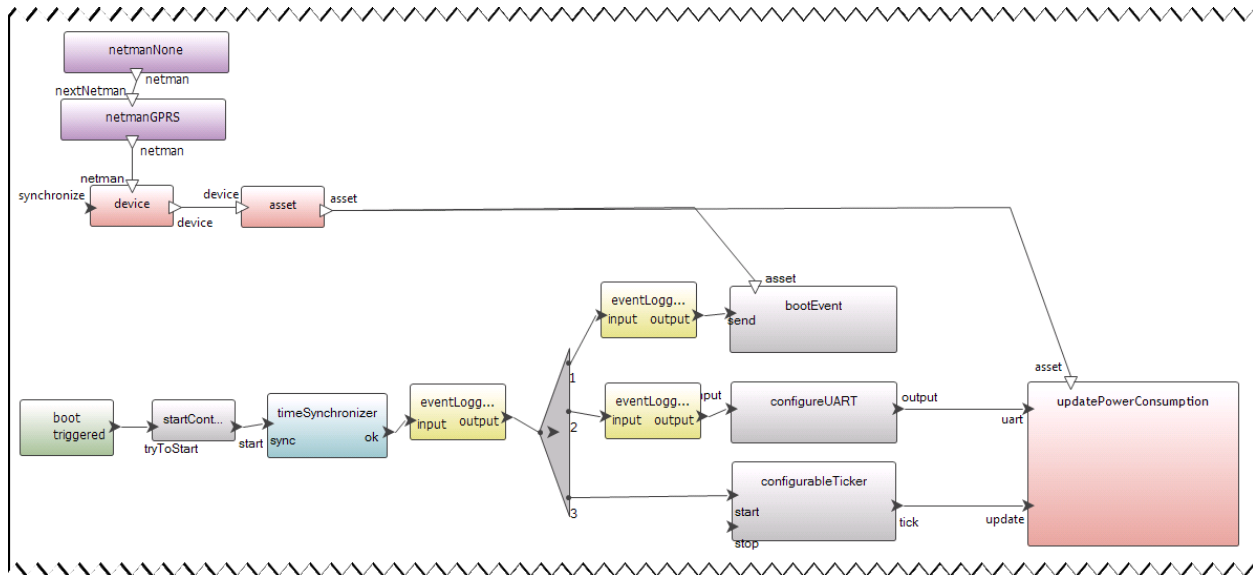 netmanNone
netman
nextNetman
netmanGPRS
netman
netman
synchronize
device
device
device
asset
asset
asset
eventLogg...
input output
send
bootEvent
1
asset
boot
triggered
startCont...
tryToStart
start
timeSynchronizer
sync
ok
eventLogg...
input output
2
eventLogg...
input output
configureUART
output
uart
updatePowerConsumption
3
configurableTicker
start
stop
tick
update